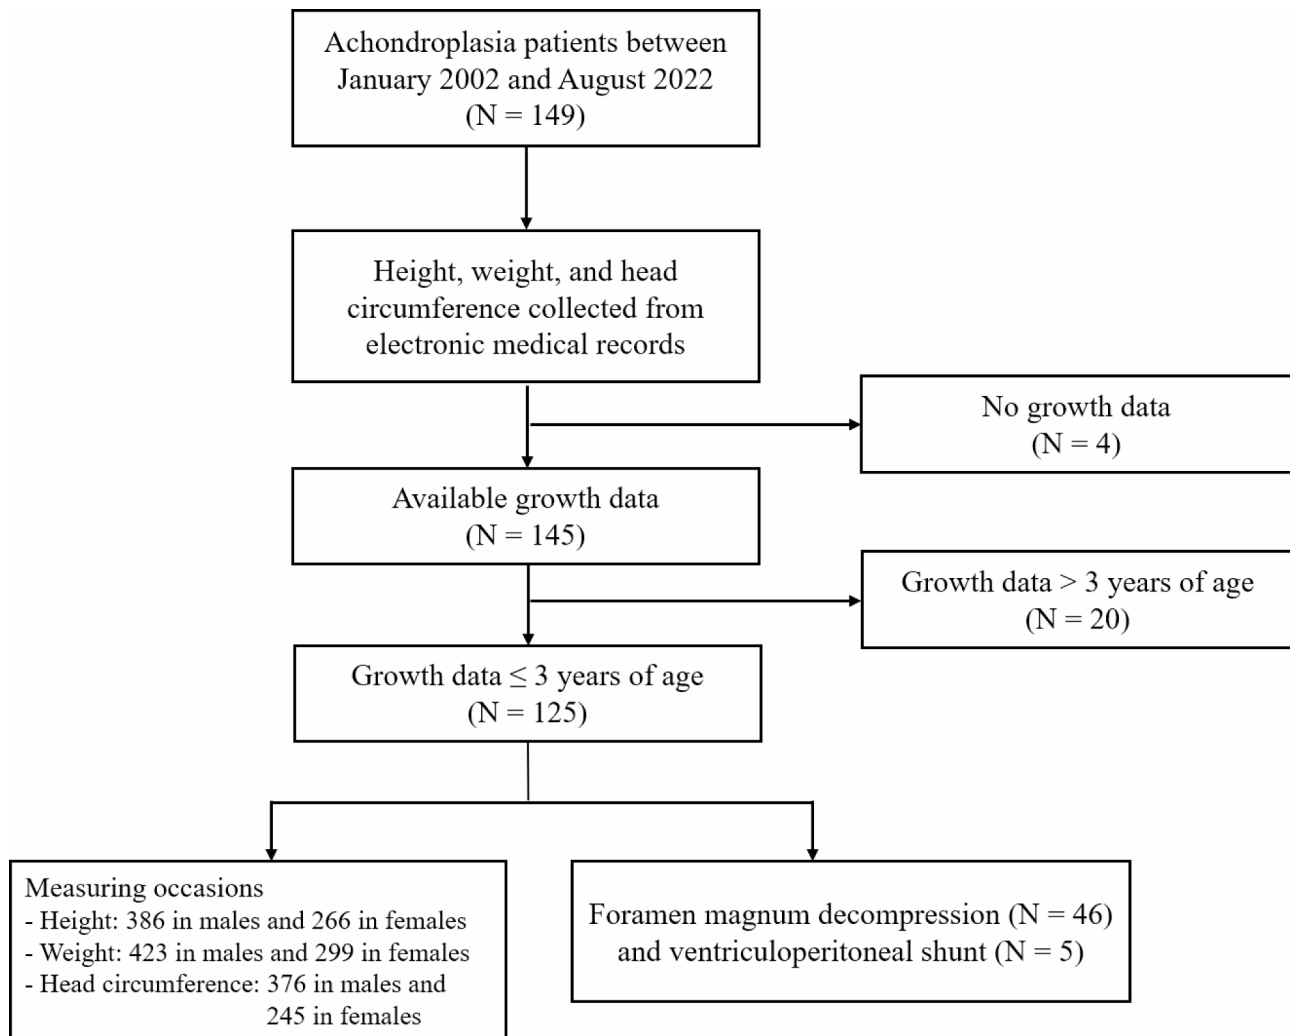 Achondroplasia patients between
January 2002 and August 2022
(N = 149)
Height, weight, and head
circumference collected from
electronic medical records
No growth data
(N = 4)
Available growth data
(N = 145)
Growth data > 3 years of age
(N = 20)
Growth data ≤ 3 years of age
(N = 125)
Measuring occasions
- Height: 386 in males and 266 in females
- Weight: 423 in males and 299 in females
- Head circumference: 376 in males and
245 in females
Foramen magnum decompression (N = 46)
and ventriculoperitoneal shunt (N = 5)